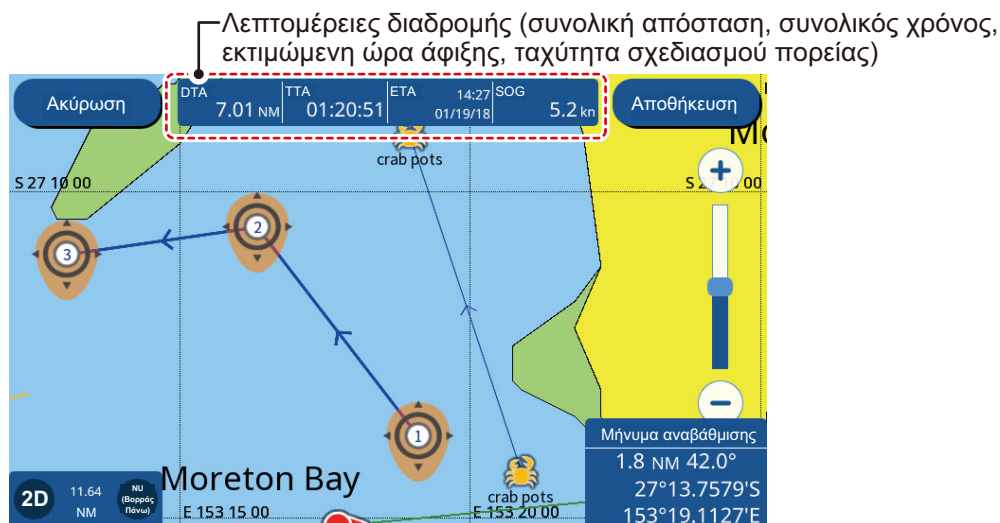 Λεπτομέρειες διαδρομής (συνολική απόσταση, συνολικός χρόνος,
εκτιμώμενη ώρα άφιξης, ταχύτητα σχεδιασμού πορείας)
Ακύρωση
DTA
7.01 NM
TTA
01:20:51
ETA
14:27
01/19/18
SOG
5.2 kn
Αποθήκευση
crab pots
S 27 10 00
+
3
2
1
−
Moreton Bay
crab pots
2D
11.64
NM
NU
(Βορράς
Πάνω)
E 153 15 00
E 153 20 00
Μήνυμα αναβάθμισης
1.8 NM 42.0°
27°13.7579'S
153°19.1127'E